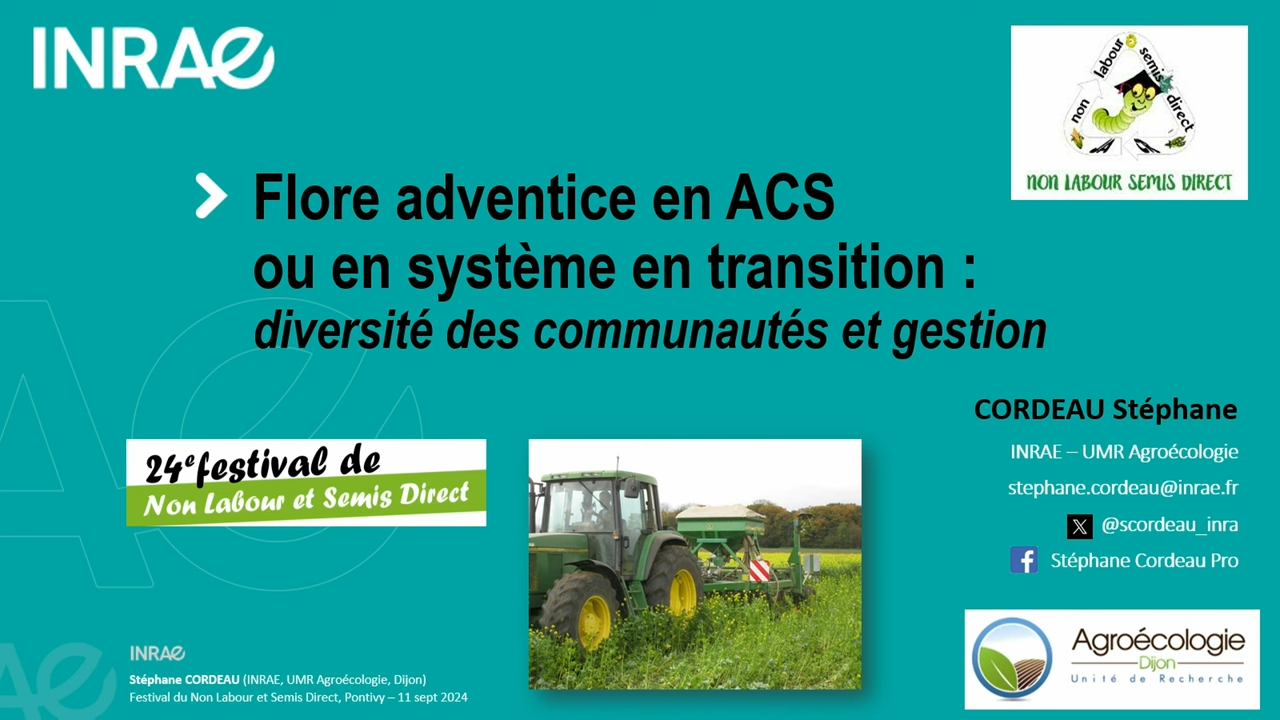 INRAE
non labour semis direct
NON LABOUR SEMIS DIRECT
Flore adventice en ACS
ou en système en transition :
diversité des communautés et gestion
CORDEAU Stéphane
INRAE – UMR Agroécologie
stephane.cordeau@inrae.fr
@scordeau_inra
Stéphane Cordeau Pro
24e festival de
Non Labour et Semis Direct
Agroécologie
Dijon
Unité de Recherche
INRAE
Stéphane CORDEAU (INRAE, UMR Agroécologie, Dijon)
Festival du Non Labour et Semis Direct, Pontivy – 11 sept 2024